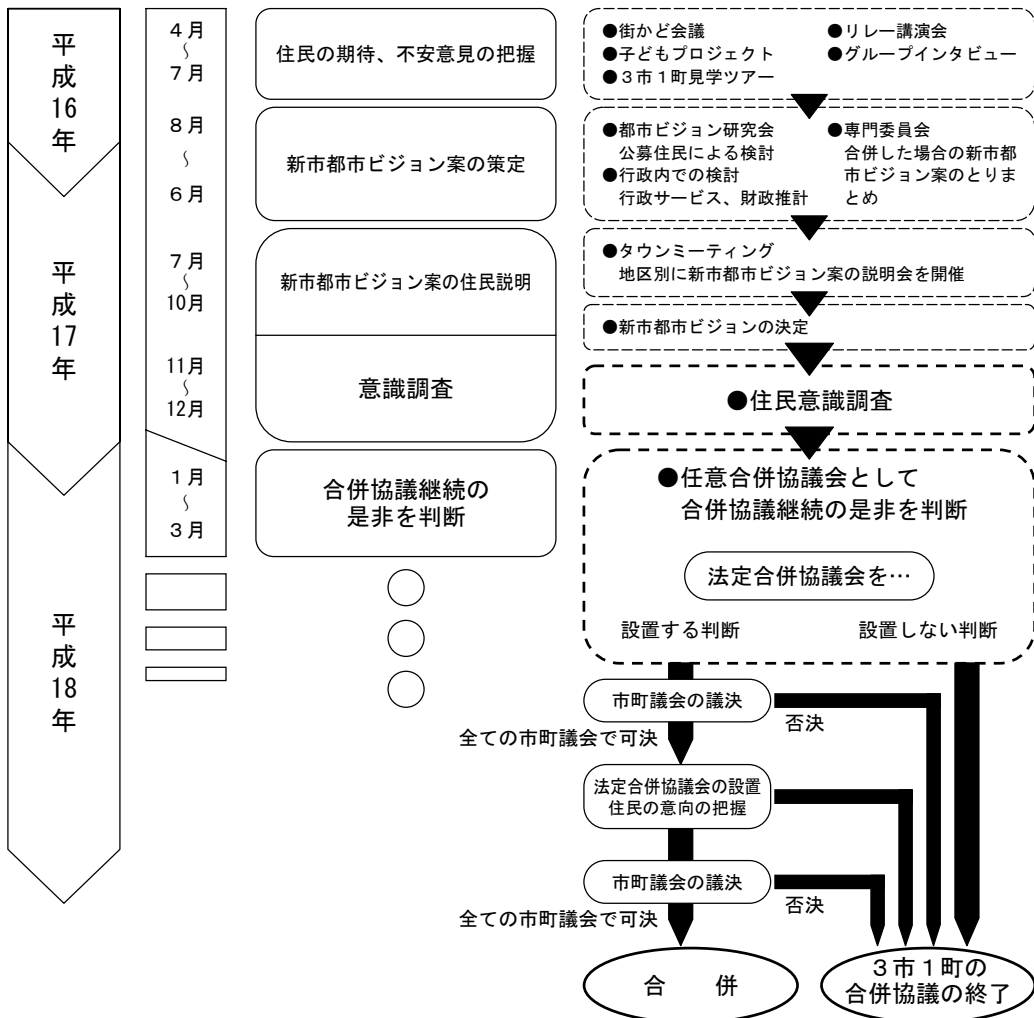 平成16年
平成17年
平成18年
4月
〜
7月
8月
〜
6月
7月
〜
10月
11月
〜
12月
1月
〜
3月
住民の期待、不安意見の把握
新市都市ビジョン案の策定
新市都市ビジョン案の住民説明
意識調査
合併協議継続の
是非を判断
●街かど会議
●子どもプロジェクト
●3市1町見学ツアー
●リレー講演会
●グループインタビュー
●都市ビジョン研究会
公募住民による検討
●行政内での検討
行政サービス、財政推計
●専門委員会
合併した場合の新市都
市ビジョン案のとりま
とめ
●タウンミーティング
地区別に新市都市ビジョン案の説明会を開催
●新市都市ビジョンの決定
●住民意識調査
●任意合併協議会として
合併協議継続の是非を判断
法定合併協議会を…
設置する判断
設置しない判断
市町議会の議決
否決
全ての市町議会で可決
法定合併協議会の設置
住民の意向の把握
市町議会の議決
否決
全ての市町議会で可決
合　併
3市1町の
合併協議の終了